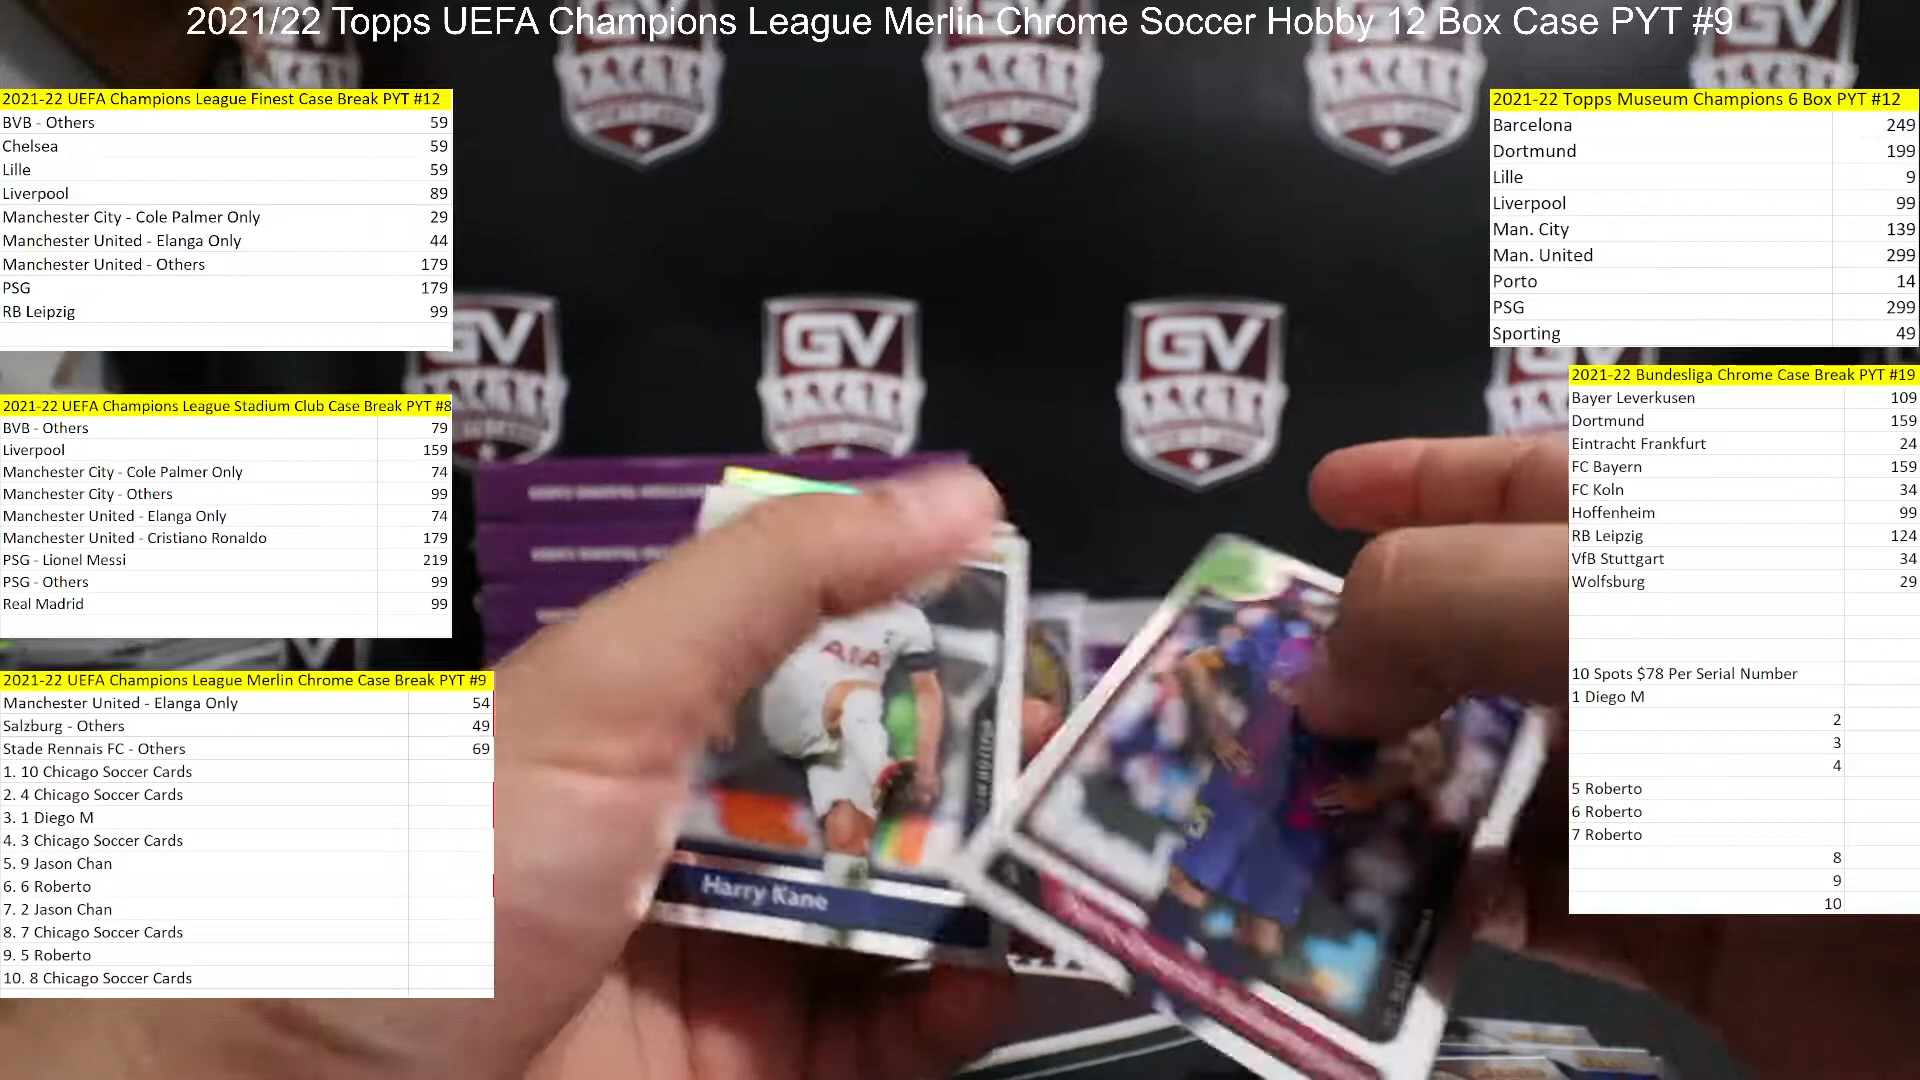 2021/22 Topps UEFA Champions League Merlin Chrome Soccer Hobby 12 Box Case PYT #9
2021-22 UEFA Champions League Finest Case Break PYT #12
BVB - Others 59
Chelsea 59
Lille 59
Liverpool 89
Manchester City - Cole Palmer Only 29
Manchester United - Elanga Only 44
Manchester United - Others 179
PSG 179
RB Leipzig 99
2021-22 UEFA Champions League Stadium Club Case Break PYT #8
BVB - Others 79
Liverpool 159
Manchester City - Cole Palmer Only 74
Manchester City - Others 99
Manchester United - Elanga Only 74
Manchester United - Cristiano Ronaldo 179
PSG - Lionel Messi 219
PSG - Others 99
Real Madrid 99
2021-22 UEFA Champions League Merlin Chrome Case Break PYT #9
Manchester United - Elanga Only 54
Salzburg - Others 49
Stade Rennais FC - Others 69
1. 10 Chicago Soccer Cards
2. 4 Chicago Soccer Cards
3. 1 Diego M
4. 3 Chicago Soccer Cards
5. 9 Jason Chan
6. 6 Roberto
7. 2 Jason Chan
8. 7 Chicago Soccer Cards
9. 5 Roberto
10. 8 Chicago Soccer Cards
2021-22 Topps Museum Champions 6 Box PYT #12
Barcelona 249
Dortmund 199
Lille 9
Liverpool 99
Man. City 139
Man. United 299
Porto 14
PSG 299
Sporting 49
2021-22 Bundesliga Chrome Case Break PYT #19
Bayer Leverkusen 109
Dortmund 159
Eintracht Frankfurt 24
FC Bayern 159
FC Koln 34
Hoffenheim 99
RB Leipzig 124
VfB Stuttgart 34
Wolfsburg 29
10 Spots $78 Per Serial Number
1 Diego M
2
3
4
5 Roberto
6 Roberto
7 Roberto
8
9
10
GV
GV
GV
GV
GV
GV
GV
AIA
Harry Kane